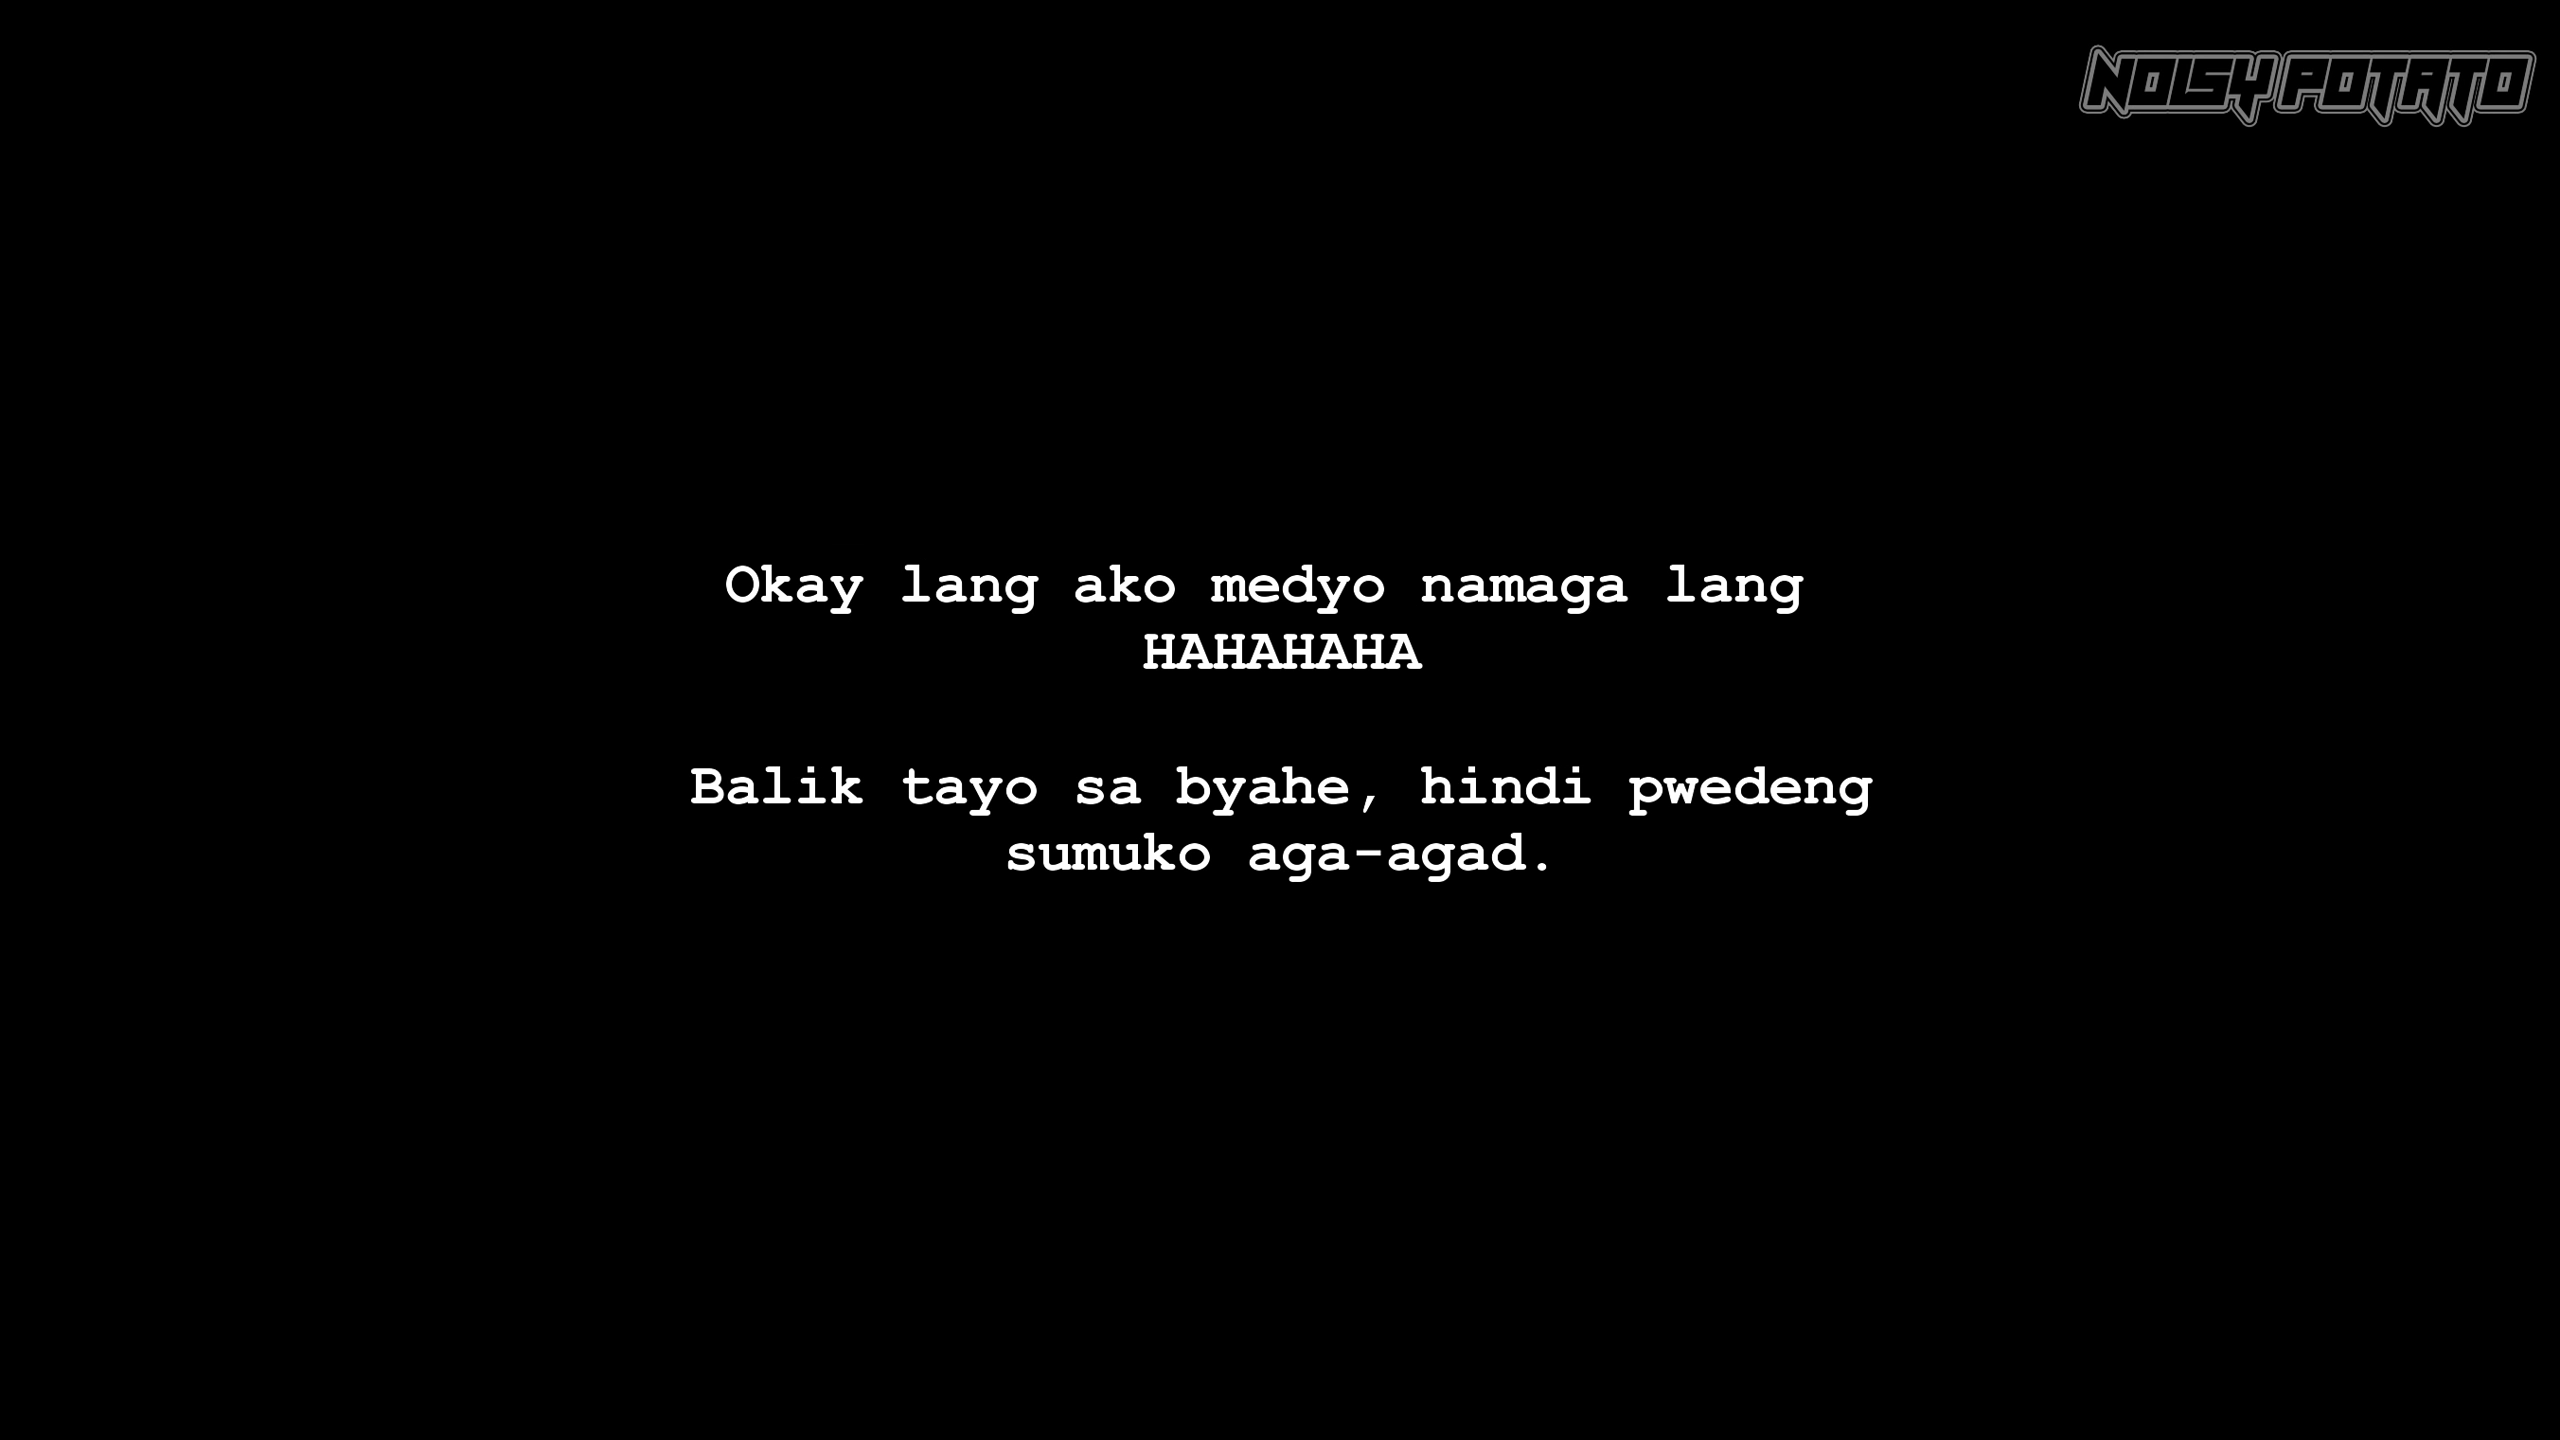 NOISY POTATO
Okay lang ako medyo namaga lang
HAHAHAHA
Balik tayo sa byahe, hindi pwedeng
sumuko aga-agad.